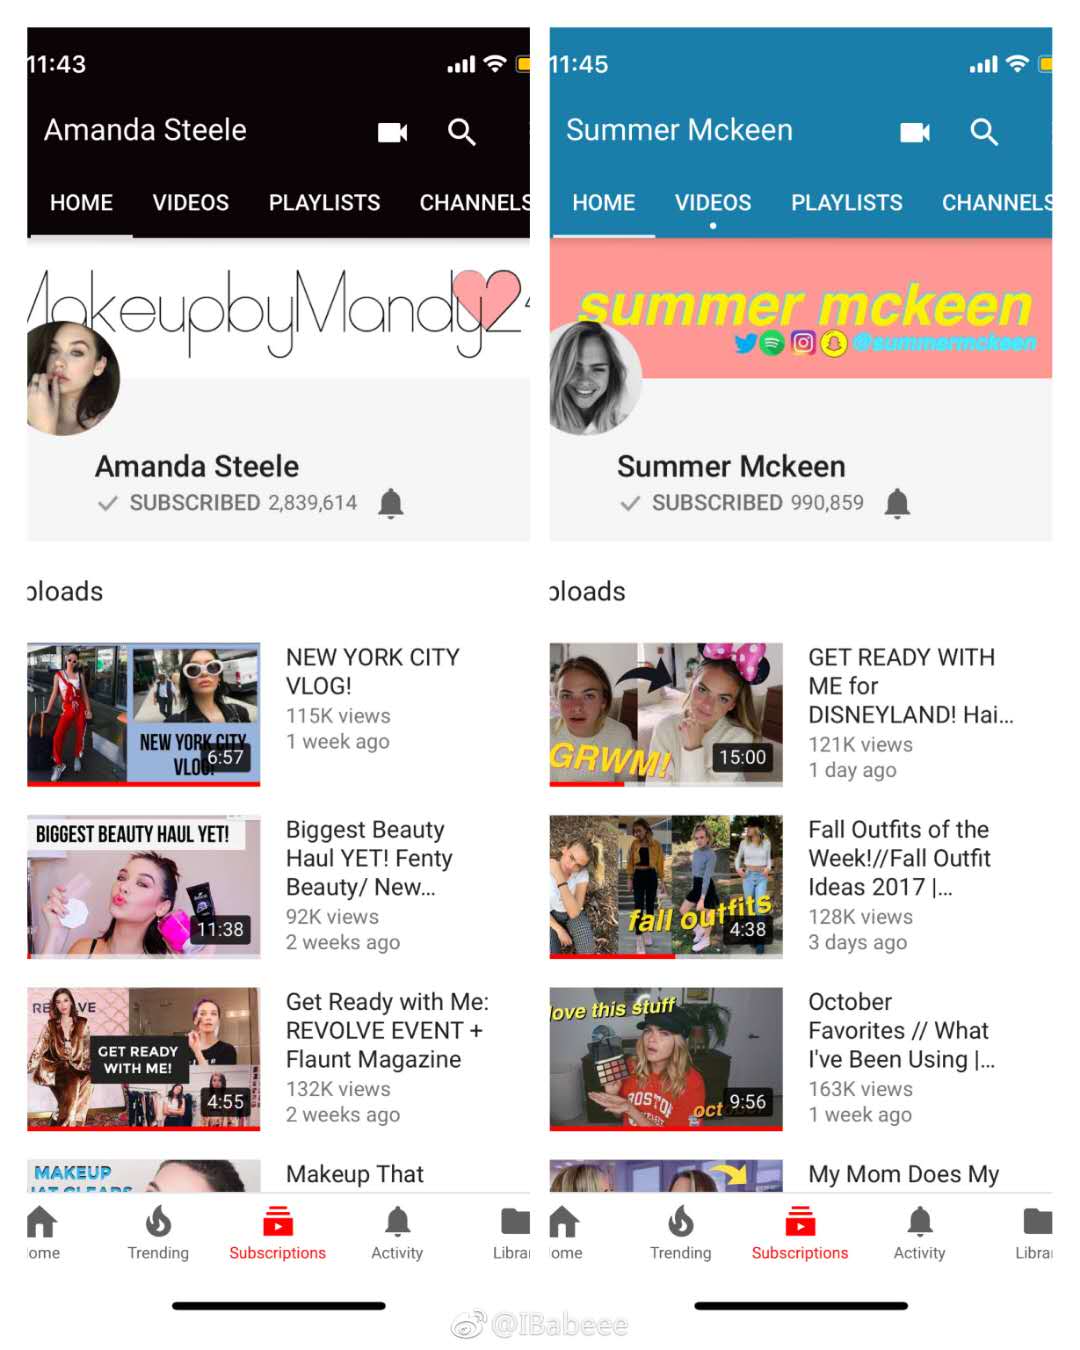 11:43
Amanda Steele
HOME VIDEOS PLAYLISTS CHANNELS
MakeupbyMandy24
Amanda Steele
SUBSCRIBED 2,839,614
ploads
NEW YORK CITY VLOG!
6:57
NEW YORK CITY
VLOG!
115K views
1 week ago
BIGGEST BEAUTY HAUL YET!
11:38
Biggest Beauty
Haul YET! Fenty
Beauty/ New...
92K views
2 weeks ago
GET READY
WITH ME!
4:55
Get Ready with Me:
REVOLVE EVENT +
Flaunt Magazine
132K views
2 weeks ago
MAKEUP
Makeup That
ome Trending Subscriptions Activity Librar
11:45
Summer Mckeen
HOME VIDEOS PLAYLISTS CHANNELS
summer mckeen
@summermckeen
Summer Mckeen
SUBSCRIBED 990,859
ploads
GRWM!
15:00
GET READY WITH
ME for
DISNEYLAND! Hai...
121K views
1 day ago
fall outfits
4:38
Fall Outfits of the
Week!//Fall Outfit
Ideas 2017 |...
128K views
3 days ago
love this stuff
BOSTON
oct
9:56
October
Favorites // What
I've Been Using |...
163K views
1 week ago
My Mom Does My
ome Trending Subscriptions Activity Librar
@IBabeee